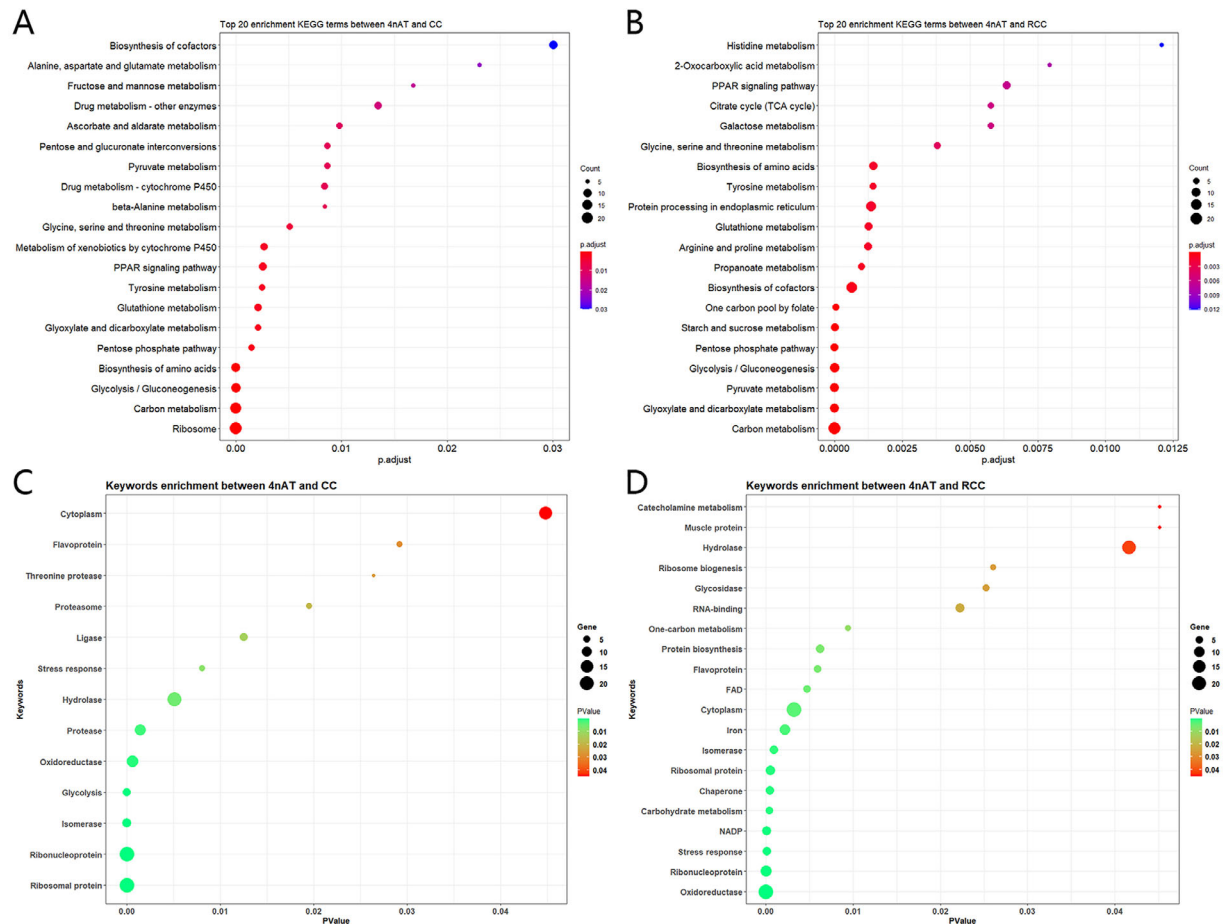 A
Top 20 enrichment KEGG terms between 4nAT and CC
Biosynthesis of cofactors
Alanine, aspartate and glutamate metabolism
Fructose and mannose metabolism
Drug metabolism - other enzymes
Ascorbate and aldarate metabolism
Pentose and glucuronate interconversions
Pyruvate metabolism
Drug metabolism - cytochrome P450
beta-Alanine metabolism
Glycine, serine and threonine metabolism
Metabolism of xenobiotics by cytochrome P450
PPAR signaling pathway
Tyrosine metabolism
Glutathione metabolism
Glyoxylate and dicarboxylate metabolism
Pentose phosphate pathway
Biosynthesis of amino acids
Glycolysis / Gluconeogenesis
Carbon metabolism
Ribosome
0.00 0.01 0.02 0.03
p.adjust
Count
5
10
15
20
p.adjust
0.01
0.02
0.03
B
Top 20 enrichment KEGG terms between 4nAT and RCC
Histidine metabolism
2-Oxocarboxylic acid metabolism
PPAR signaling pathway
Citrate cycle (TCA cycle)
Galactose metabolism
Glycine, serine and threonine metabolism
Biosynthesis of amino acids
Tyrosine metabolism
Protein processing in endoplasmic reticulum
Glutathione metabolism
Arginine and proline metabolism
Propanoate metabolism
Biosynthesis of cofactors
One carbon pool by folate
Starch and sucrose metabolism
Pentose phosphate pathway
Glycolysis / Gluconeogenesis
Pyruvate metabolism
Glyoxylate and dicarboxylate metabolism
Carbon metabolism
0.0000 0.0025 0.0050 0.0075 0.0100 0.0125
p.adjust
Count
5
10
15
20
p.adjust
0.003
0.006
0.009
0.012
C
Keywords enrichment between 4nAT and CC
Keywords
Cytoplasm
Flavoprotein
Threonine protease
Proteasome
Ligase
Stress response
Hydrolase
Protease
Oxidoreductase
Glycolysis
Isomerase
Ribonucleoprotein
Ribosomal protein
0.00 0.01 0.02 0.03 0.04
PValue
Gene
5
10
15
20
PValue
0.01
0.02
0.03
0.04
D
Keywords enrichment between 4nAT and RCC
Keywords
Catecholamine metabolism
Muscle protein
Hydrolase
Ribosome biogenesis
Glycosidase
RNA-binding
One-carbon metabolism
Protein biosynthesis
Flavoprotein
FAD
Cytoplasm
Iron
Isomerase
Ribosomal protein
Chaperone
Carbohydrate metabolism
NADP
Stress response
Ribonucleoprotein
Oxidoreductase
0.00 0.01 0.02 0.03 0.04
PValue
Gene
5
10
15
20
PValue
0.01
0.02
0.03
0.04